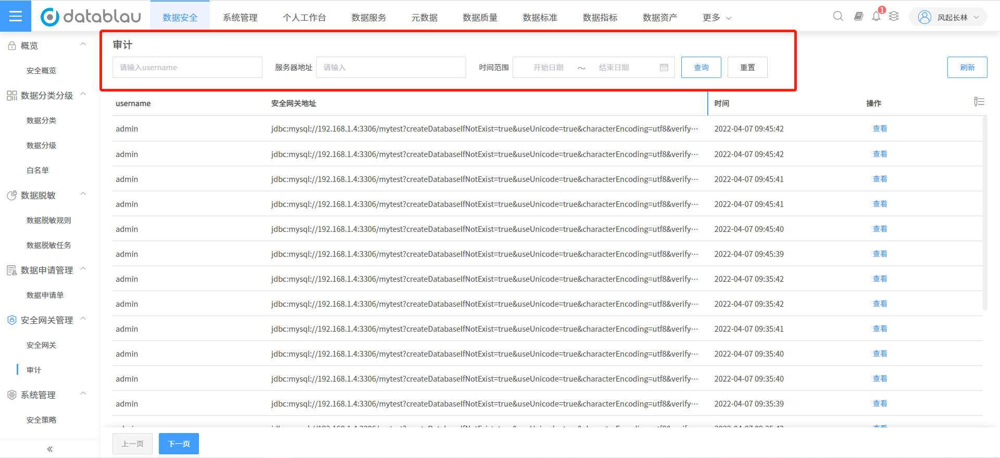 datablau
数据安全
系统管理
个人工作台
数据服务
元数据
数据质量
数据标准
数据指标
数据资产
更多
1
风起长林
概览
安全概览
数据分类分级
数据分类
数据分级
白名单
数据脱敏
数据脱敏规则
数据脱敏任务
数据申请管理
数据申请单
安全网关管理
安全网关
审计
系统管理
安全策略
审计
请输入username
服务器地址 请输入
时间范围 开始日期 ～ 结束日期
查询
重置
刷新
username 安全网关地址 时间 操作
admin jdbc:mysql://192.168.1.4:3306/mytest?createDatabaseIfNotExist=true&useUnicode=true&characterEncoding=utf8&verify… 2022-04-07 09:45:42 查看
admin jdbc:mysql://192.168.1.4:3306/mytest?createDatabaseIfNotExist=true&useUnicode=true&characterEncoding=utf8&verify… 2022-04-07 09:45:42 查看
admin jdbc:mysql://192.168.1.4:3306/mytest?createDatabaseIfNotExist=true&useUnicode=true&characterEncoding=utf8&verify… 2022-04-07 09:45:41 查看
admin jdbc:mysql://192.168.1.4:3306/mytest?createDatabaseIfNotExist=true&useUnicode=true&characterEncoding=utf8&verify… 2022-04-07 09:45:41 查看
admin jdbc:mysql://192.168.1.4:3306/mytest?createDatabaseIfNotExist=true&useUnicode=true&characterEncoding=utf8&verify… 2022-04-07 09:45:40 查看
admin jdbc:mysql://192.168.1.4:3306/mytest?createDatabaseIfNotExist=true&useUnicode=true&characterEncoding=utf8&verify… 2022-04-07 09:45:39 查看
admin jdbc:mysql://192.168.1.4:3306/mytest?createDatabaseIfNotExist=true&useUnicode=true&characterEncoding=utf8&verify… 2022-04-07 09:35:42 查看
admin jdbc:mysql://192.168.1.4:3306/mytest?createDatabaseIfNotExist=true&useUnicode=true&characterEncoding=utf8&verify… 2022-04-07 09:35:42 查看
admin jdbc:mysql://192.168.1.4:3306/mytest?createDatabaseIfNotExist=true&useUnicode=true&characterEncoding=utf8&verify… 2022-04-07 09:35:41 查看
admin jdbc:mysql://192.168.1.4:3306/mytest?createDatabaseIfNotExist=true&useUnicode=true&characterEncoding=utf8&verify… 2022-04-07 09:35:40 查看
admin jdbc:mysql://192.168.1.4:3306/mytest?createDatabaseIfNotExist=true&useUnicode=true&characterEncoding=utf8&verify… 2022-04-07 09:35:40 查看
admin jdbc:mysql://192.168.1.4:3306/mytest?createDatabaseIfNotExist=true&useUnicode=true&characterEncoding=utf8&verify… 2022-04-07 09:35:39 查看
上一页
下一页